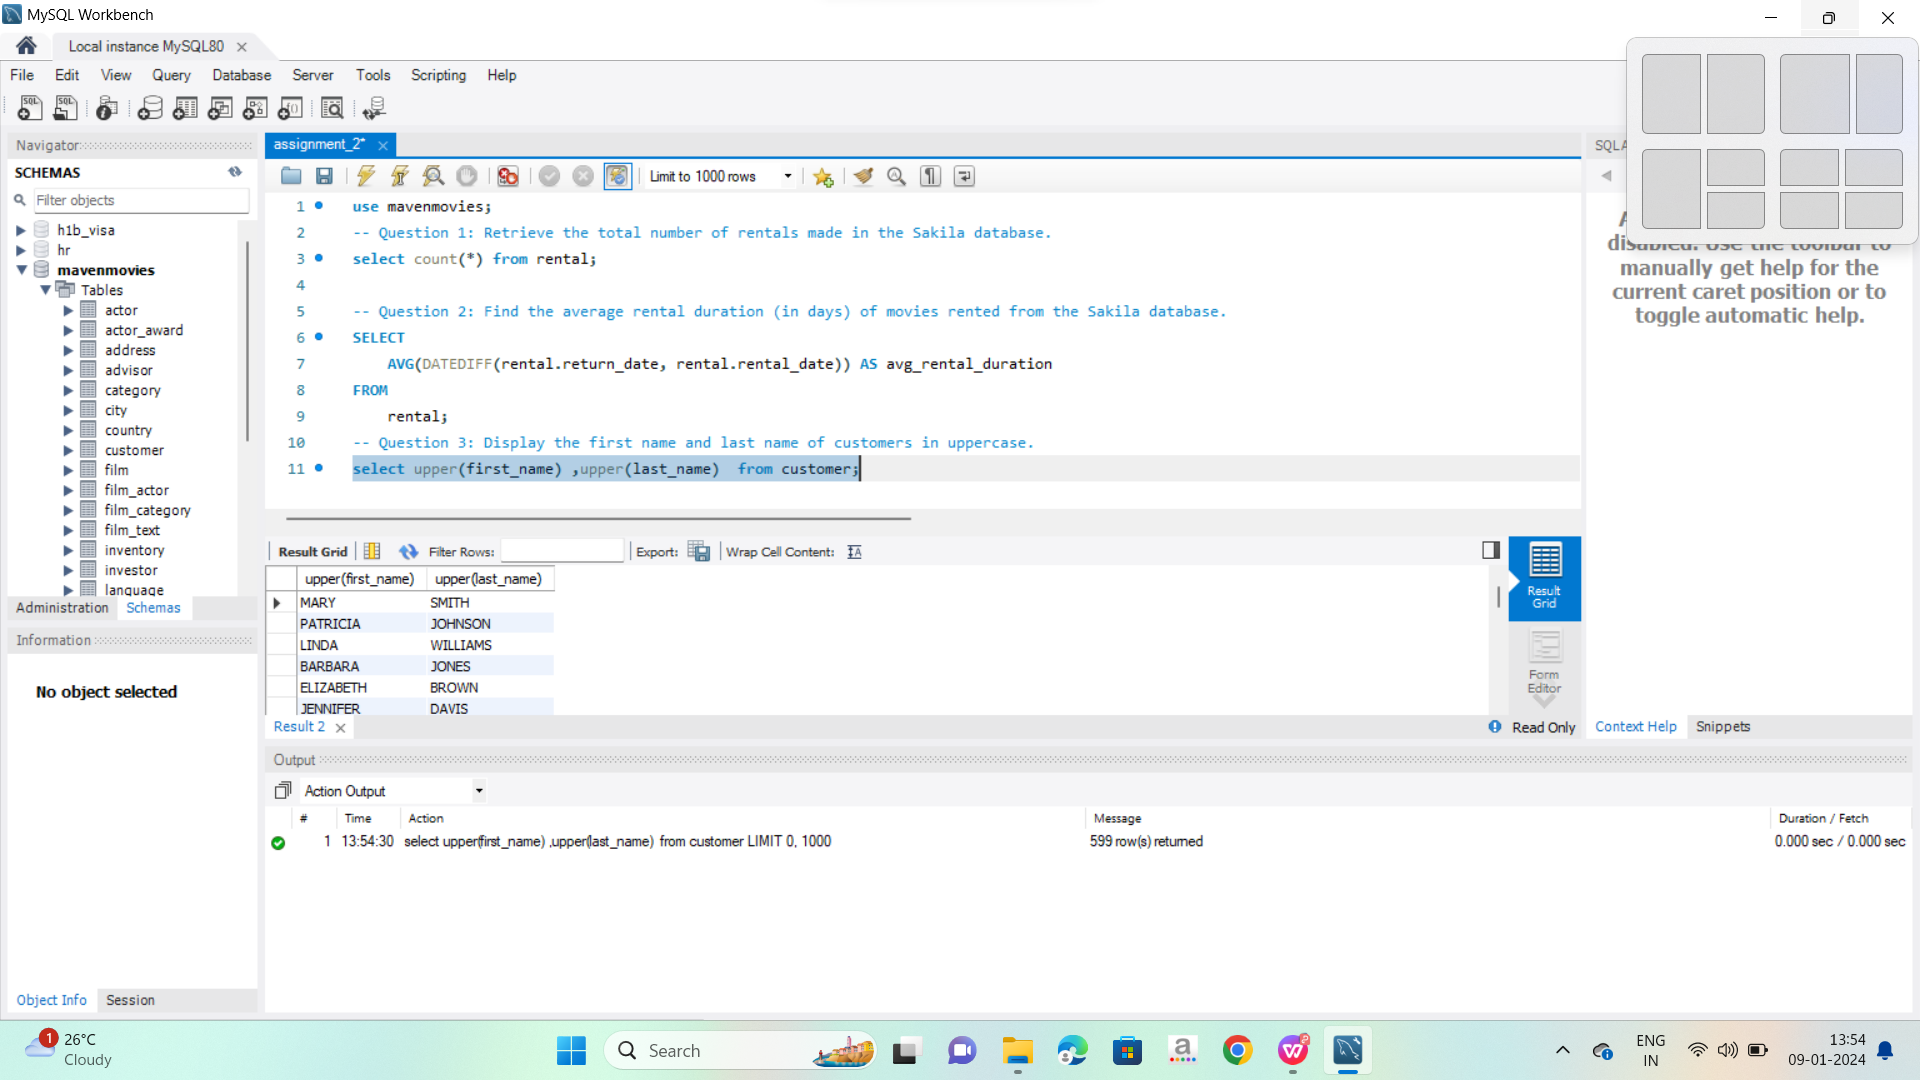 MySQL Workbench
Local instance MySQL80
File Edit View Query Database Server Tools Scripting Help
Navigator
SCHEMAS
Filter objects
h1b_visa
hr
mavenmovies
Tables
actor
actor_award
address
advisor
category
city
country
customer
film
film_actor
film_category
film_text
inventory
investor
language
Administration Schemas
Information
No object selected
Object Info Session
assignment_2*
Limit to 1000 rows
1 use mavenmovies;
2 -- Question 1: Retrieve the total number of rentals made in the Sakila database.
3 select count(*) from rental;
4
5 -- Question 2: Find the average rental duration (in days) of movies rented from the Sakila database.
6 SELECT
7 AVG(DATEDIFF(rental.return_date, rental.rental_date)) AS avg_rental_duration
8 FROM
9 rental;
10 -- Question 3: Display the first name and last name of customers in uppercase.
11 select upper(first_name) ,upper(last_name)  from customer;
Result Grid Filter Rows: Export: Wrap Cell Content:
upper(first_name) upper(last_name)
MARY SMITH
PATRICIA JOHNSON
LINDA WILLIAMS
BARBARA JONES
ELIZABETH BROWN
JENNIFER DAVIS
Result Grid
Form Editor
Result 2
Read Only
disabled. Use the toolbar to
manually get help for the
current caret position or to
toggle automatic help.
Context Help Snippets
Output
Action Output
# Time Action Message Duration / Fetch
1 13:54:30 select upper(first_name) ,upper(last_name)  from customer LIMIT 0, 1000 599 row(s) returned 0.000 sec / 0.000 sec
1
26°C
Cloudy
Search
ENG
IN
13:54
09-01-2024